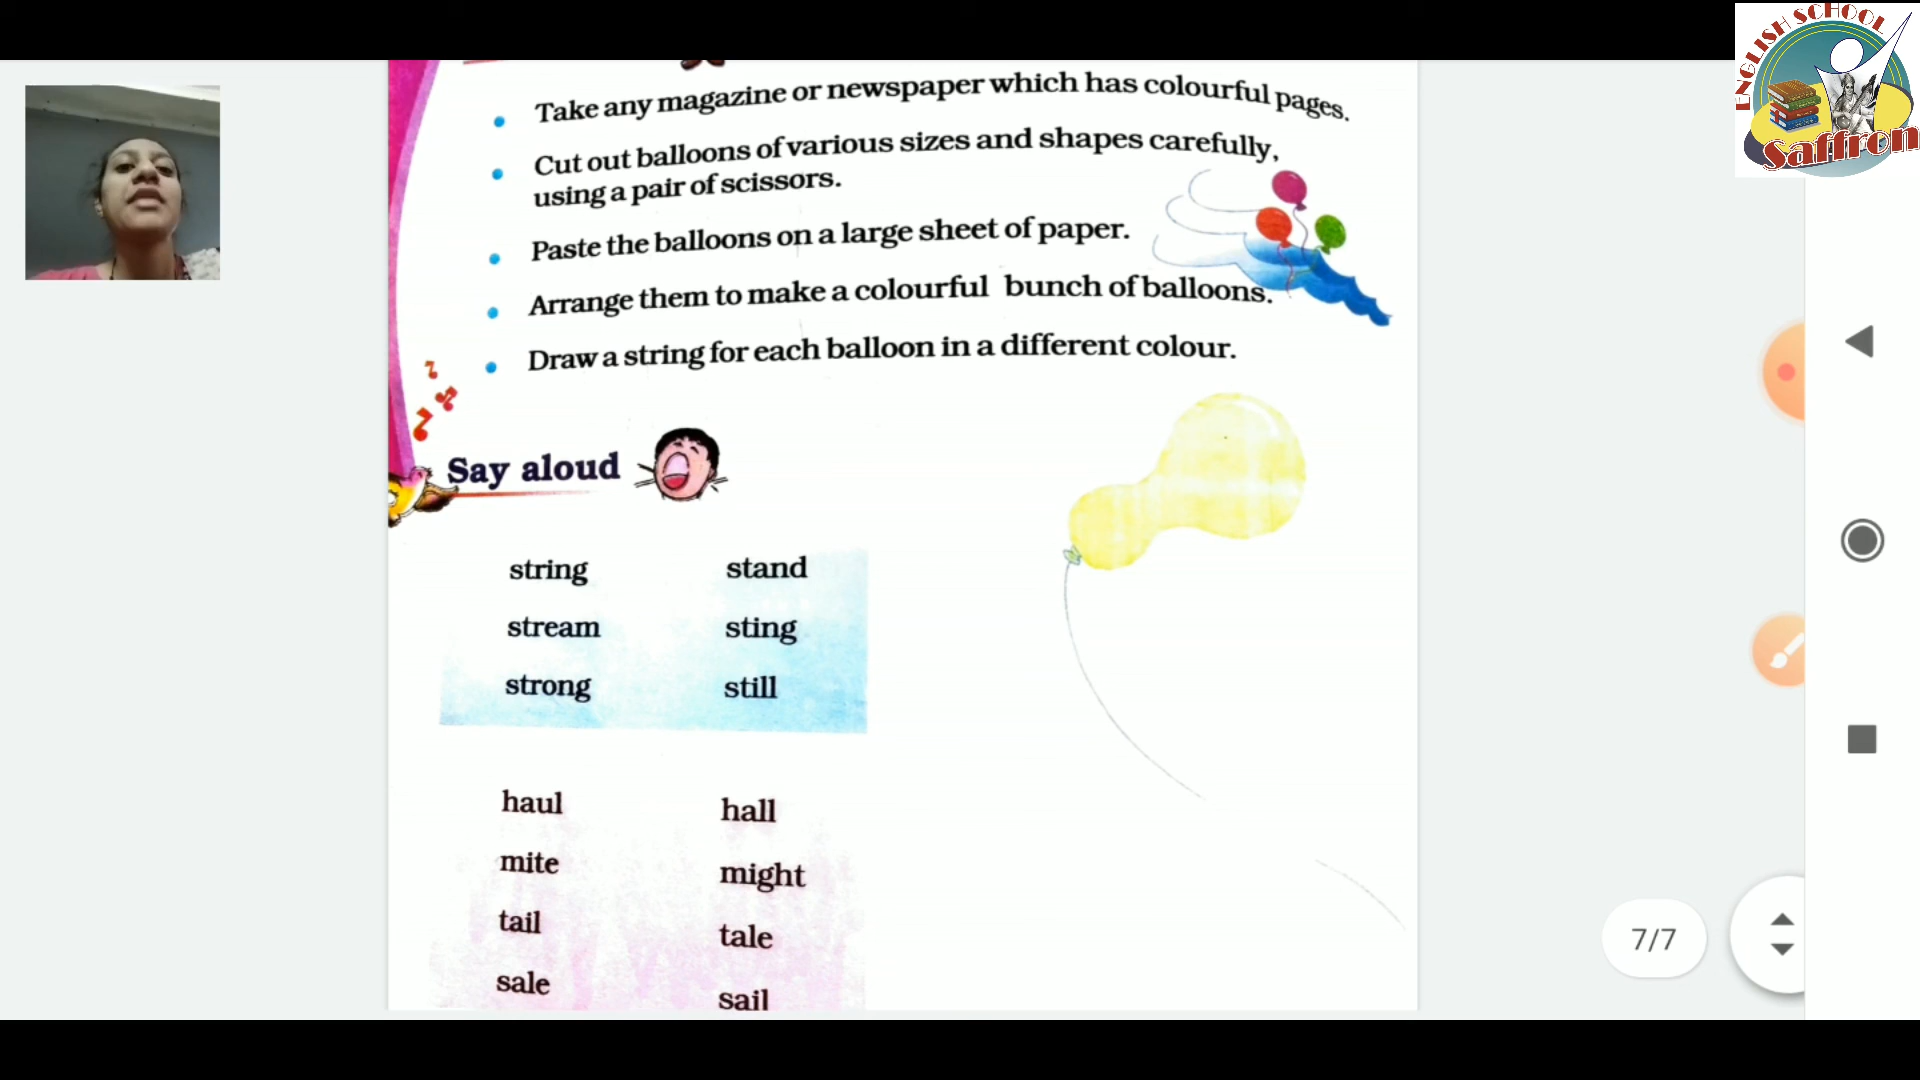 ENGLISH SCHOOL
Saffron
Take any magazine or newspaper which has colourful pages.
Cut out balloons of various sizes and shapes carefully,
using a pair of scissors.
Paste the balloons on a large sheet of paper.
Arrange them to make a colourful bunch of balloons.
Draw a string for each balloon in a different colour.
Say aloud
string stand
stream sting
strong still
haul hall
mite might
tail tale
sale sail
7/7